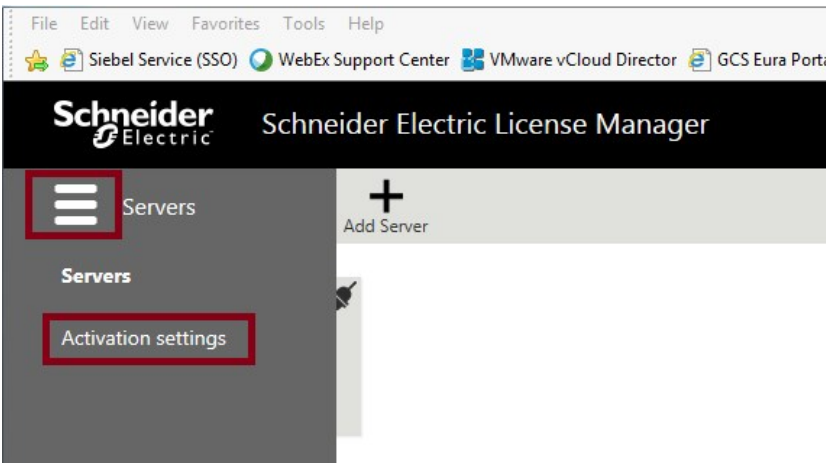 File Edit View Favorites Tools Help
Siebel Service (SSO) WebEx Support Center VMware vCloud Director GCS Eura Porta
Schneider Electric
Schneider Electric License Manager
Servers
Add Server
Servers
Activation settings